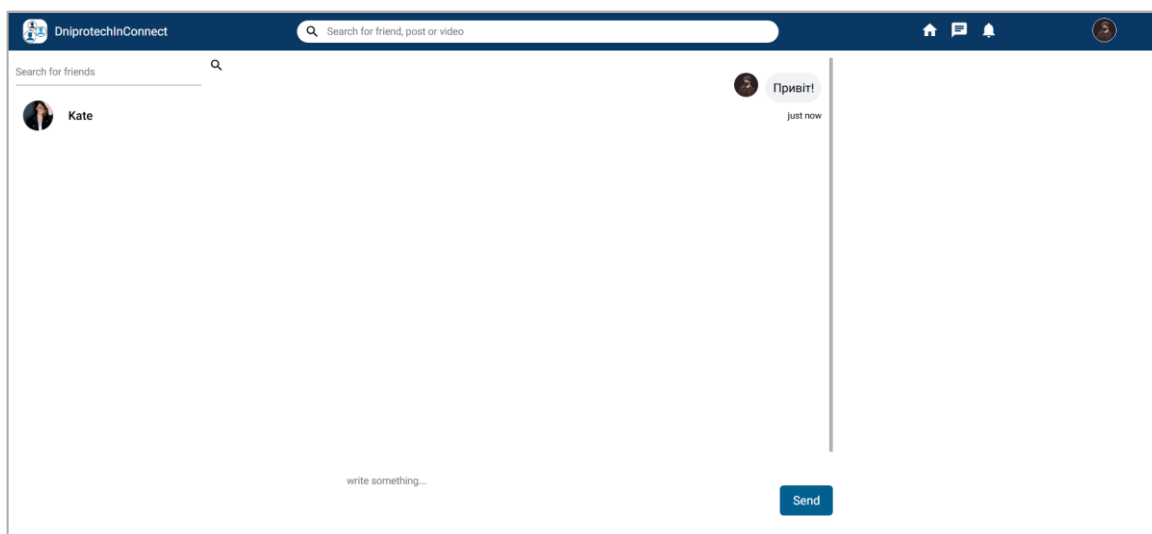 DniprotechInConnect
Search for friend, post or video
Search for friends
Kate
Привіт!
just now
write something...
Send